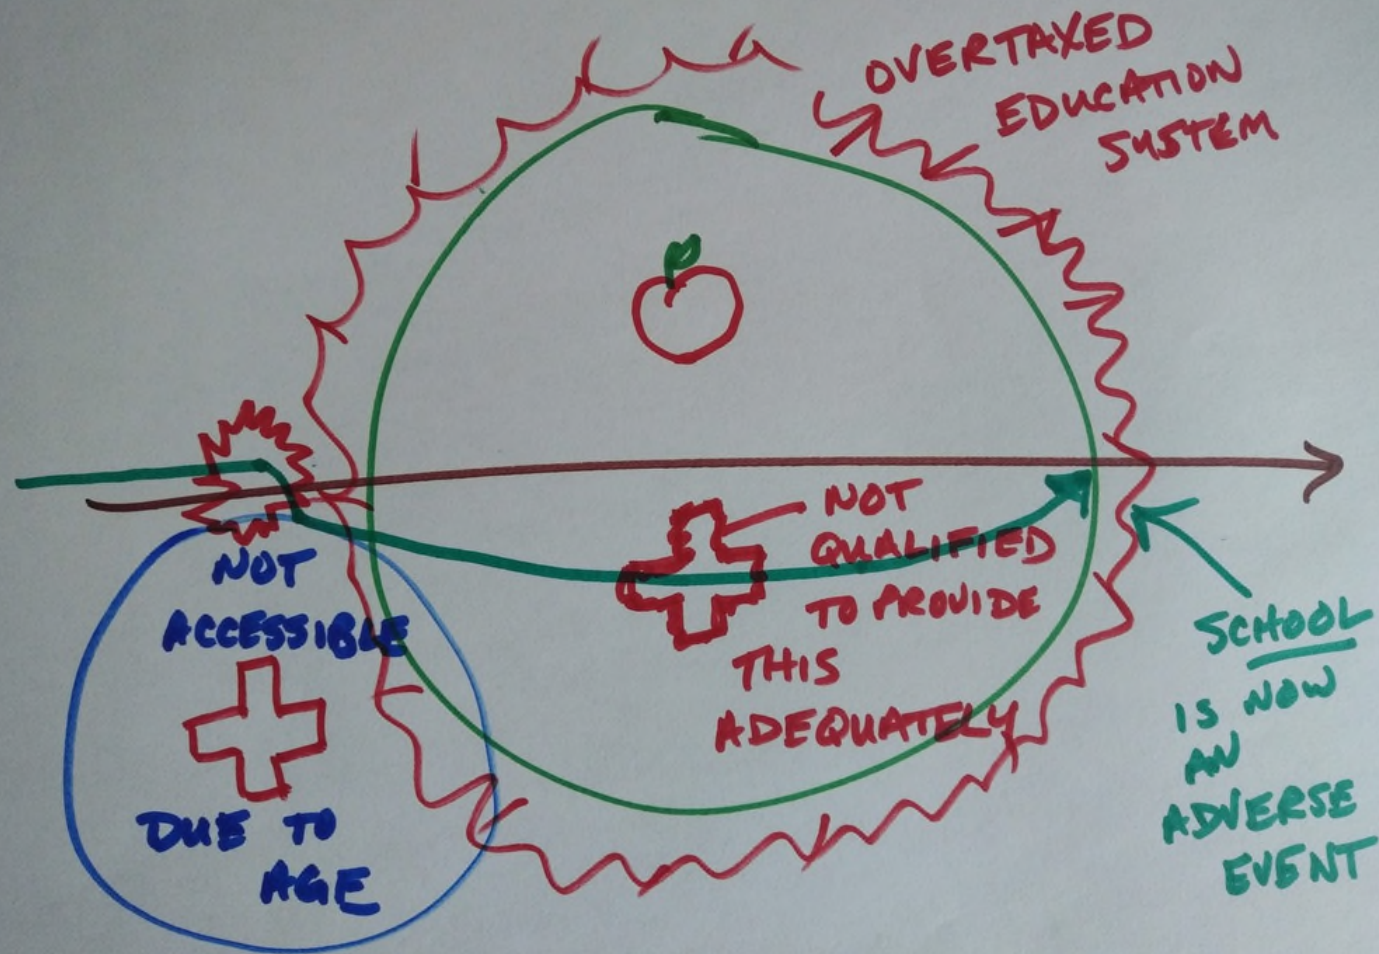 OVERTAXED
EDUCATION
SYSTEM
NOT
QUALIFIED
TO PROVIDE
THIS
ADEQUATELY
NOT
ACCESSIBLE
DUE TO
AGE
SCHOOL
IS NOW
AN
ADVERSE
EVENT